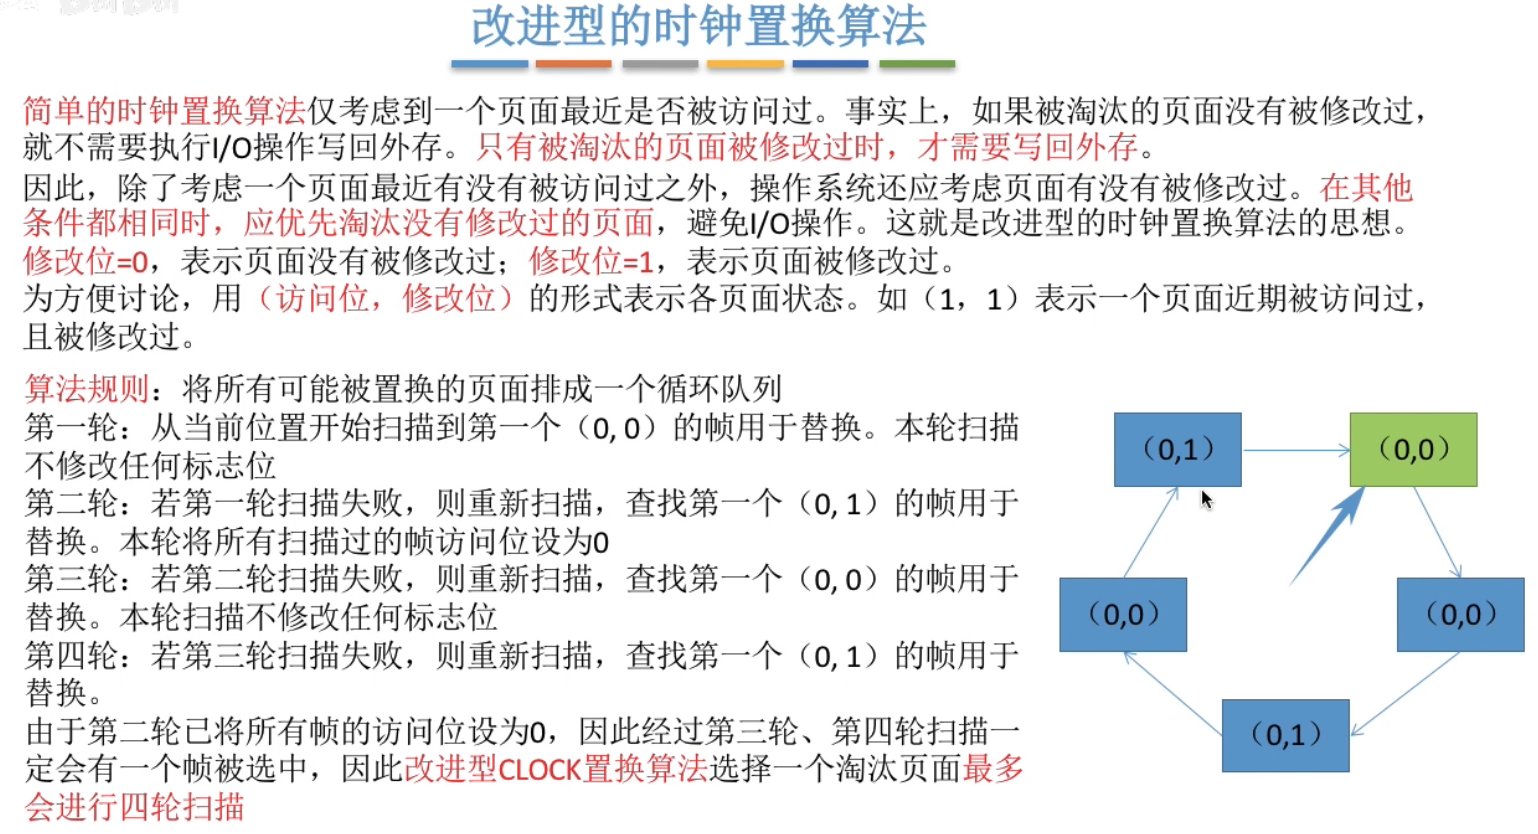 改进型的时钟置换算法
简单的时钟置换算法仅考虑到一个页面最近是否被访问过。事实上，如果被淘汰的页面没有被修改过，
就不需要执行I/O操作写回外存。只有被淘汰的页面被修改过时，才需要写回外存。
因此，除了考虑一个页面最近有没有被访问过之外，操作系统还应考虑页面有没有被修改过。在其他
条件都相同时，应优先淘汰没有修改过的页面，避免I/O操作。这就是改进型的时钟置换算法的思想。
修改位=0，表示页面没有被修改过；修改位=1，表示页面被修改过。
为方便讨论，用（访问位，修改位）的形式表示各页面状态。如（1，1）表示一个页面近期被访问过，
且被修改过。
算法规则：将所有可能被置换的页面排成一个循环队列
第一轮：从当前位置开始扫描到第一个（0, 0）的帧用于替换。本轮扫描
不修改任何标志位
第二轮：若第一轮扫描失败，则重新扫描，查找第一个（0, 1）的帧用于
替换。本轮将所有扫描过的帧访问位设为0
第三轮：若第二轮扫描失败，则重新扫描，查找第一个（0, 0）的帧用于
替换。本轮扫描不修改任何标志位
第四轮：若第三轮扫描失败，则重新扫描，查找第一个（0, 1）的帧用于
替换。
由于第二轮已将所有帧的访问位设为0，因此经过第三轮、第四轮扫描一
定会有一个帧被选中，因此改进型CLOCK置换算法选择一个淘汰页面最多
会进行四轮扫描
（0,1）
（0,0）
（0,0）
（0,0）
（0,1）